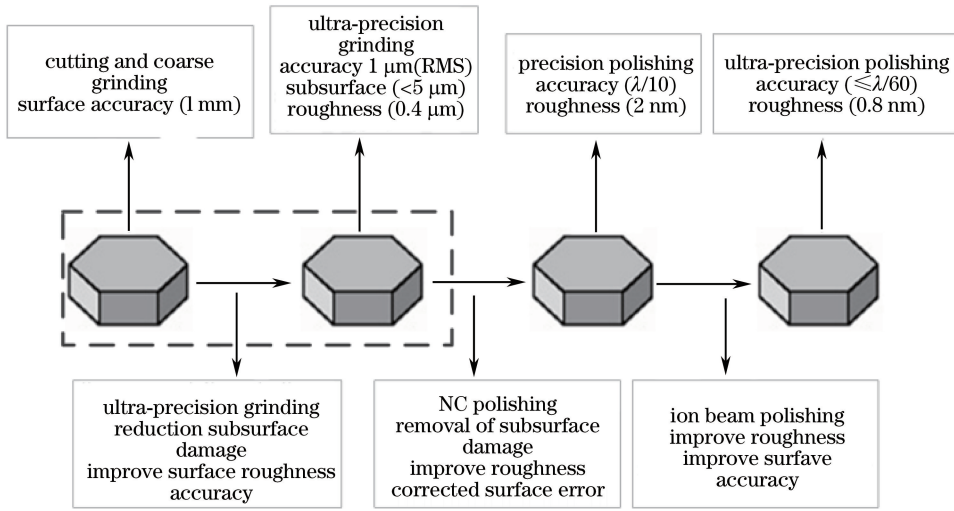 cutting and coarse
grinding
surface accuracy (1 mm)
ultra-precision
grinding
accuracy 1 μm(RMS)
subsurface (<5 μm)
roughness (0.4 μm)
precision polishing
accuracy (λ/10)
roughness (2 nm)
ultra-precision polishing
accuracy (⩽λ/60)
roughness (0.8 nm)
ultra-precision grinding
reduction subsurface
damage
improve surface roughness
accuracy
NC polishing
removal of subsurface
damage
improve roughness
corrected surface error
ion beam polishing
improve roughness
improve surfave
accuracy